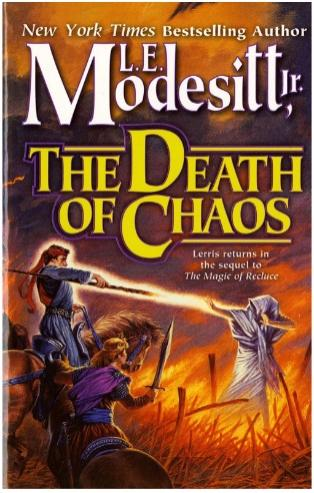 New York Times Bestselling Author
L.E.
Modesitt, Jr.
THE DEATH
OF CHAOS
Lerris returns in
the sequel to
The Magic of Recluce